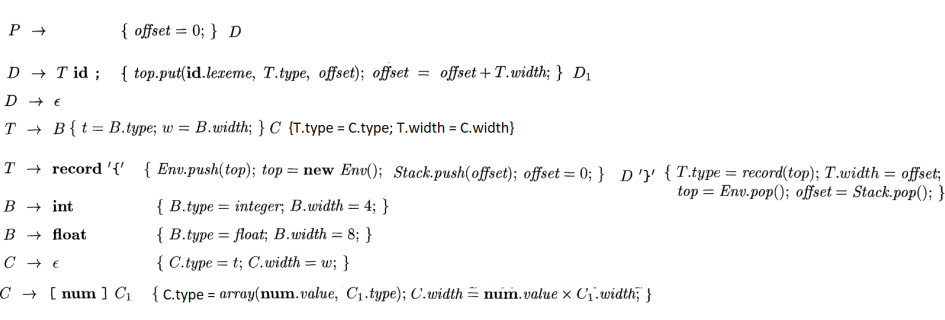 P → { offset = 0; } D
D → T id ; { top.put(id.lexeme, T.type, offset); offset = offset + T.width; } D₁
D → ϵ
T → B { t = B.type; w = B.width; } C {T.type = C.type; T.width = C.width}
T → record '{' { Env.push(top); top = new Env(); Stack.push(offset); offset = 0; } D '}' { T.type = record(top); T.width = offset;
top = Env.pop(); offset = Stack.pop(); }
B → int { B.type = integer; B.width = 4; }
B → float { B.type = float; B.width = 8; }
C → ϵ { C.type = t; C.width = w; }
C → [ num ] C₁ { C.type = array(num.value, C₁.type); C.width = num.value × C₁.width; }